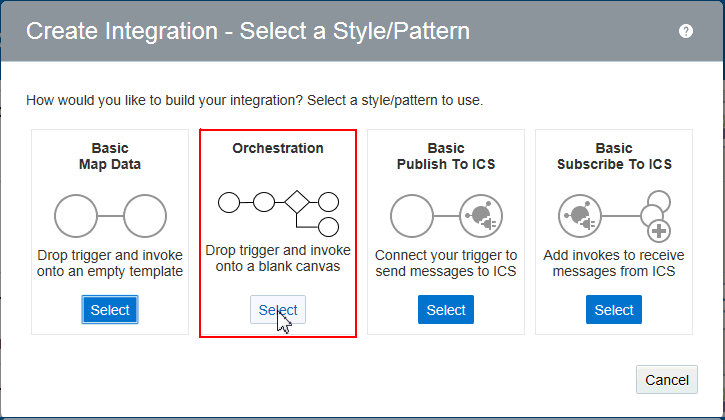 Create Integration - Select a Style/Pattern
?
How would you like to build your integration? Select a style/pattern to use.
Basic
Map Data
Drop trigger and invoke
onto an empty template
Select
Orchestration
Drop trigger and invoke
onto a blank canvas
Select
Basic
Publish To ICS
Connect your trigger to
send messages to ICS
Select
Basic
Subscribe To ICS
Add invokes to receive
messages from ICS
Select
Cancel